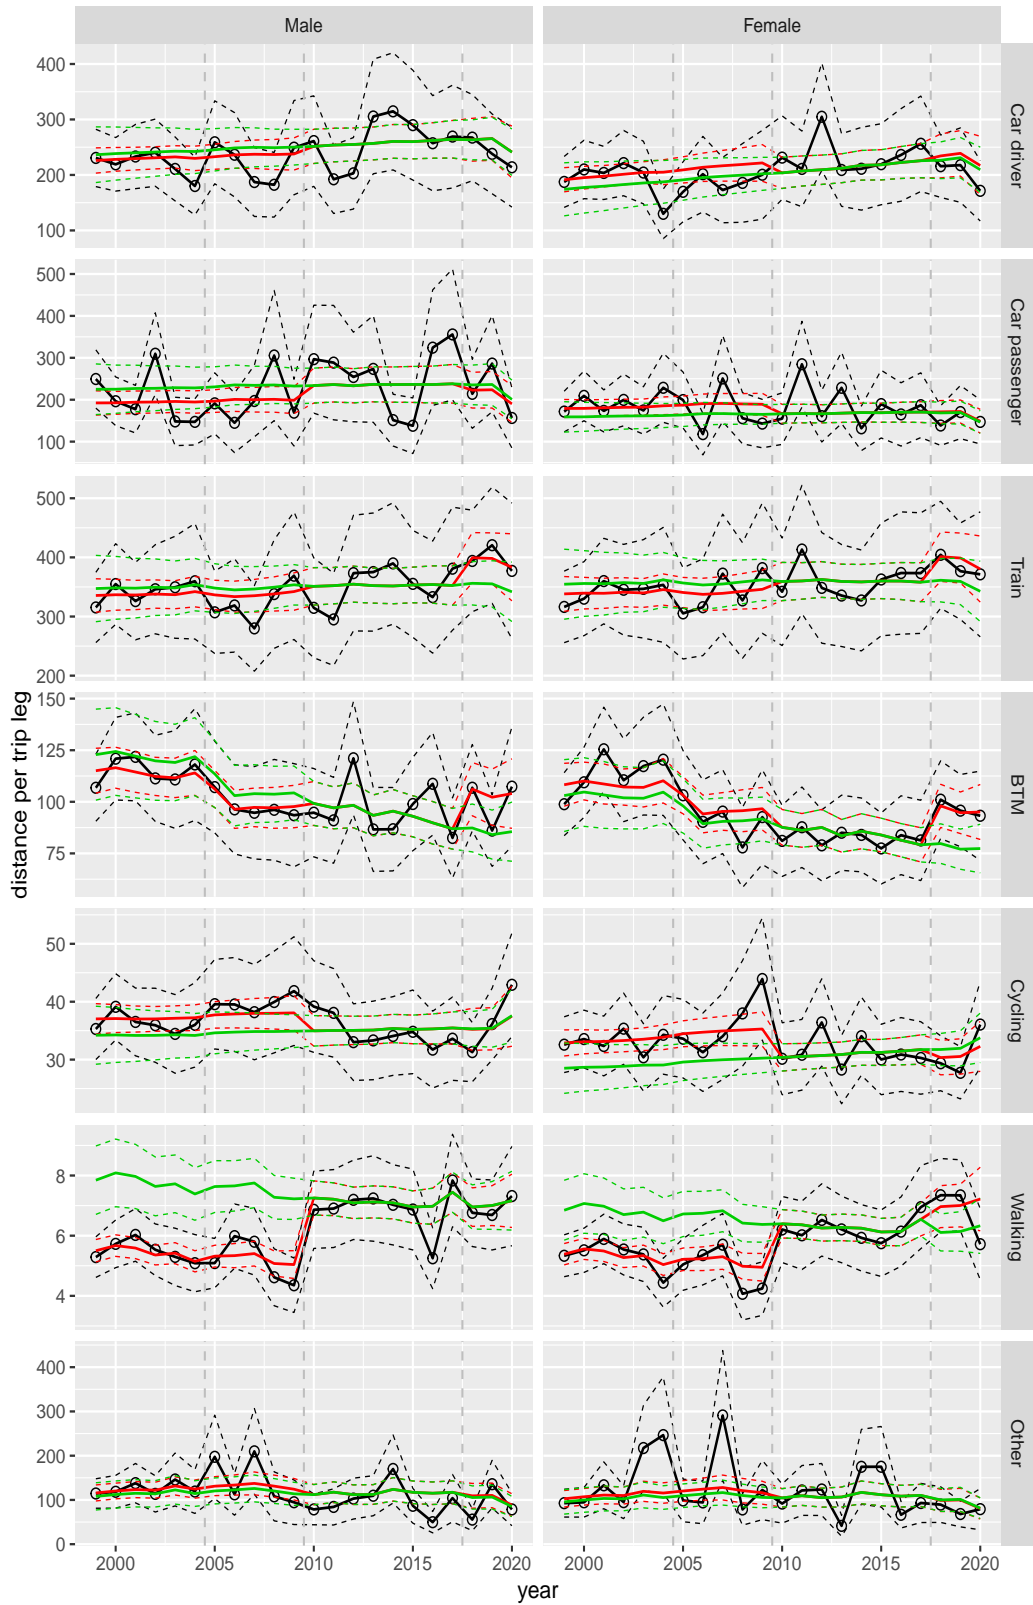 Male Female
400
300
200
100
Car driver
500
400
300
200
100
Car passenger
500
400
300
200
Train
150
125
100
75
BTM
50
40
30
Cycling
8
6
4
Walking
400
300
200
100
0
Other
2000 2005 2010 2015 2020 2000 2005 2010 2015 2020
year
distance per trip leg